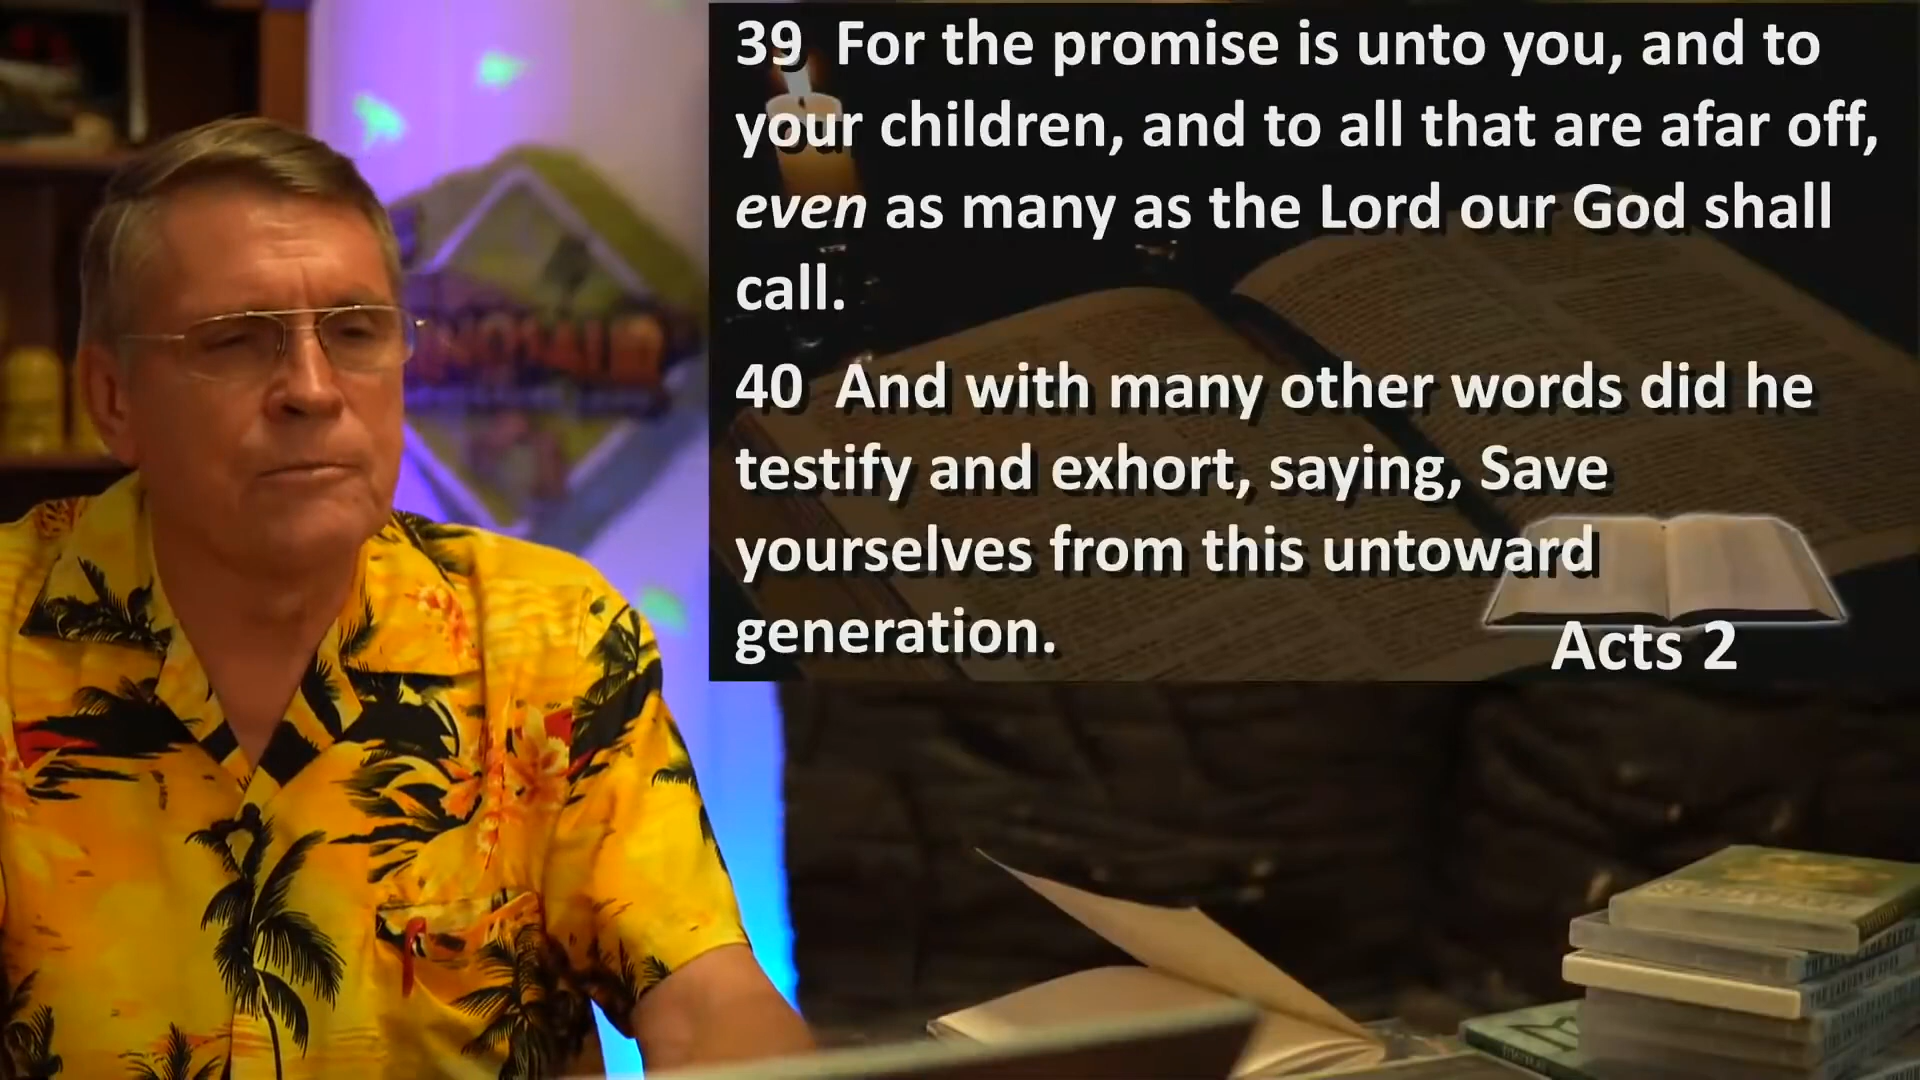 39 For the promise is unto you, and to
your children, and to all that are afar off,
even as many as the Lord our God shall
call.
40 And with many other words did he
testify and exhort, saying, Save
yourselves from this untoward
generation.
Acts 2